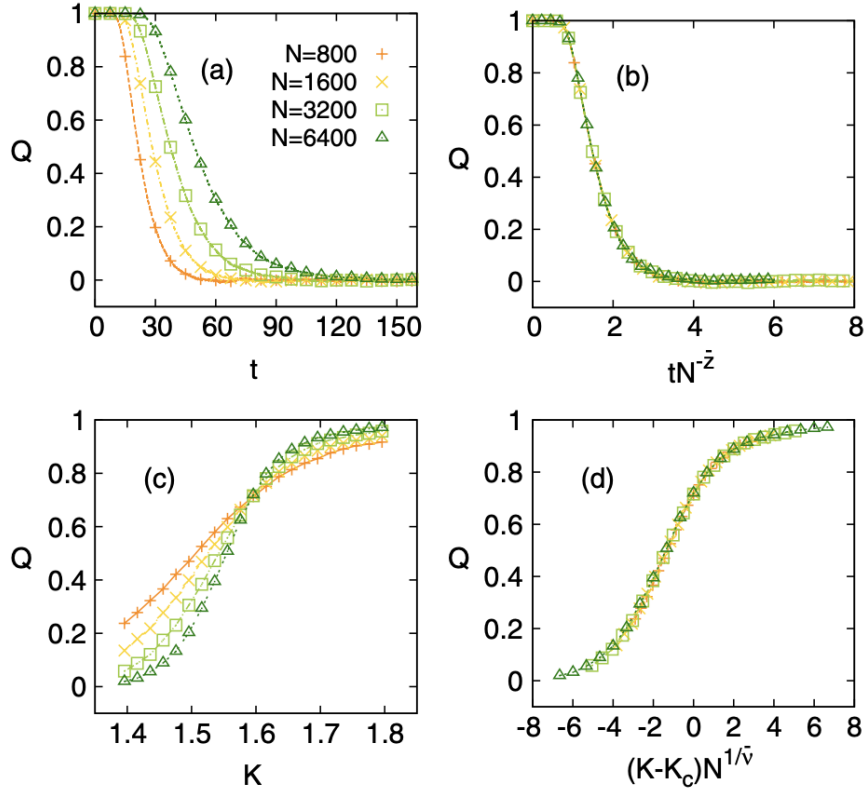 1
0.8
0.6
0.4
0.2
0
Q
(a)
N=800
N=1600
N=3200
N=6400
0 30 60 90 120 150
t
1
0.8
0.6
0.4
0.2
0
Q
(b)
0 2 4 6 8
tN^{-z̄}
1
0.8
0.6
0.4
0.2
0
Q
(c)
1.4 1.5 1.6 1.7 1.8
K
1
0.8
0.6
0.4
0.2
0
Q
(d)
-8 -6 -4 -2 0 2 4 6 8
(K-K_c)N^{1/ν̄}